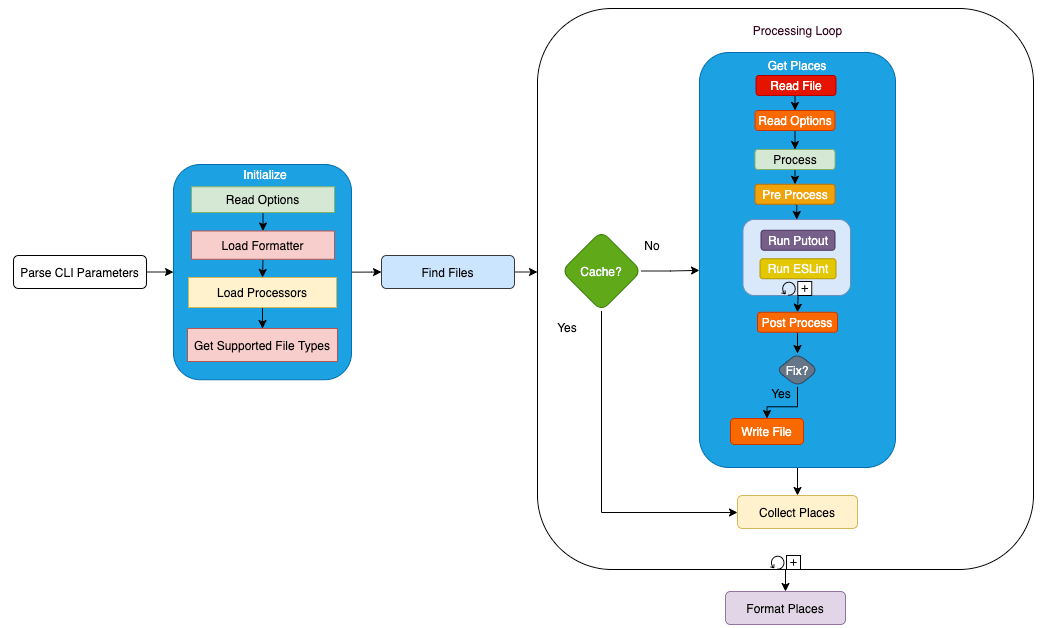 Parse CLI Parameters
Initialize
Read Options
Load Formatter
Load Processors
Get Supported File Types
Find Files
Processing Loop
Cache?
No
Yes
Get Places
Read File
Read Options
Process
Pre Process
Run Putout
Run ESLint
Post Process
Fix?
Yes
Write File
Collect Places
Format Places